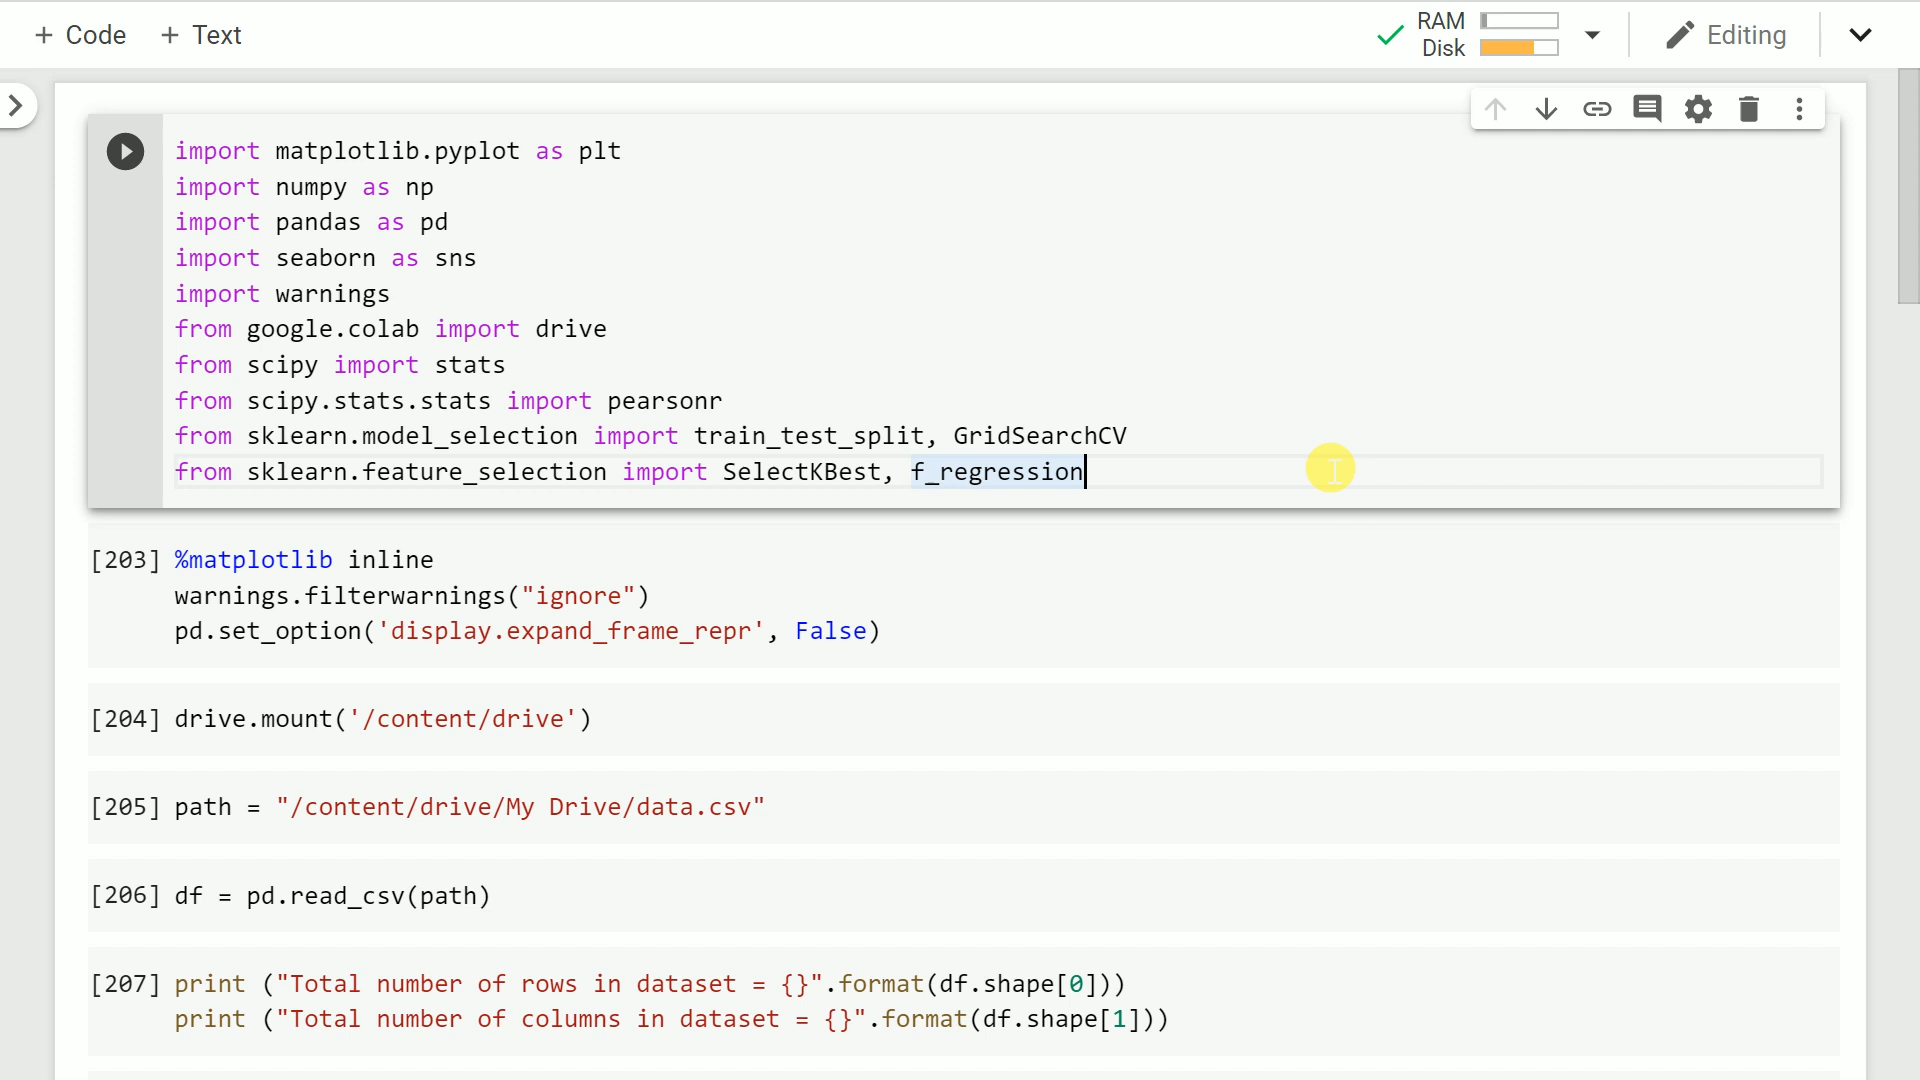 + Code + Text
RAM
Disk
Editing
import matplotlib.pyplot as plt
import numpy as np
import pandas as pd
import seaborn as sns
import warnings
from google.colab import drive
from scipy import stats
from scipy.stats.stats import pearsonr
from sklearn.model_selection import train_test_split, GridSearchCV
from sklearn.feature_selection import SelectKBest, f_regression
[203] %matplotlib inline
warnings.filterwarnings("ignore")
pd.set_option('display.expand_frame_repr', False)
[204] drive.mount('/content/drive')
[205] path = "/content/drive/My Drive/data.csv"
[206] df = pd.read_csv(path)
[207] print ("Total number of rows in dataset = {}".format(df.shape[0]))
print ("Total number of columns in dataset = {}".format(df.shape[1]))